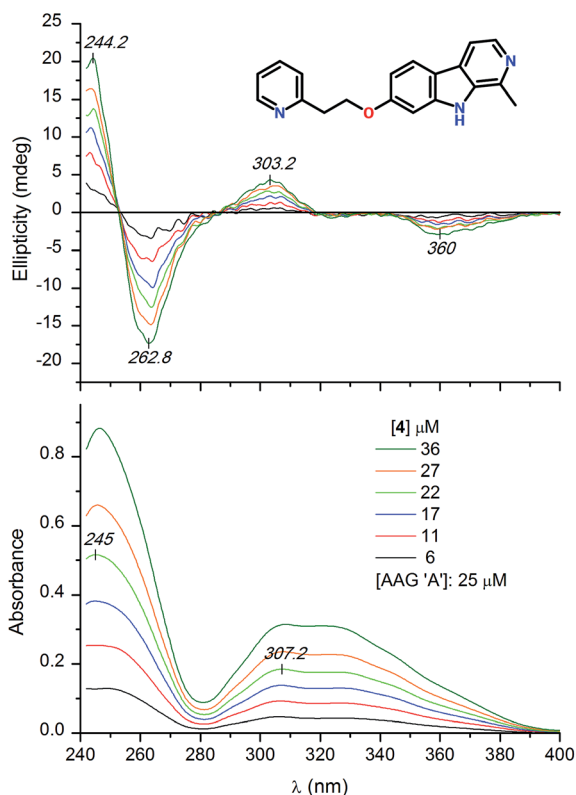 25
20
15
10
5
0
-5
-10
-15
-20
Ellipticity (mdeg)
244.2
262.8
303.2
360
N
O
N
H
N
0.8
0.6
0.4
0.2
0.0
Absorbance
245
307.2
[4] μM
36
27
22
17
11
6
[AAG 'A']: 25 μM
240 260 280 300 320 340 360 380 400
λ (nm)